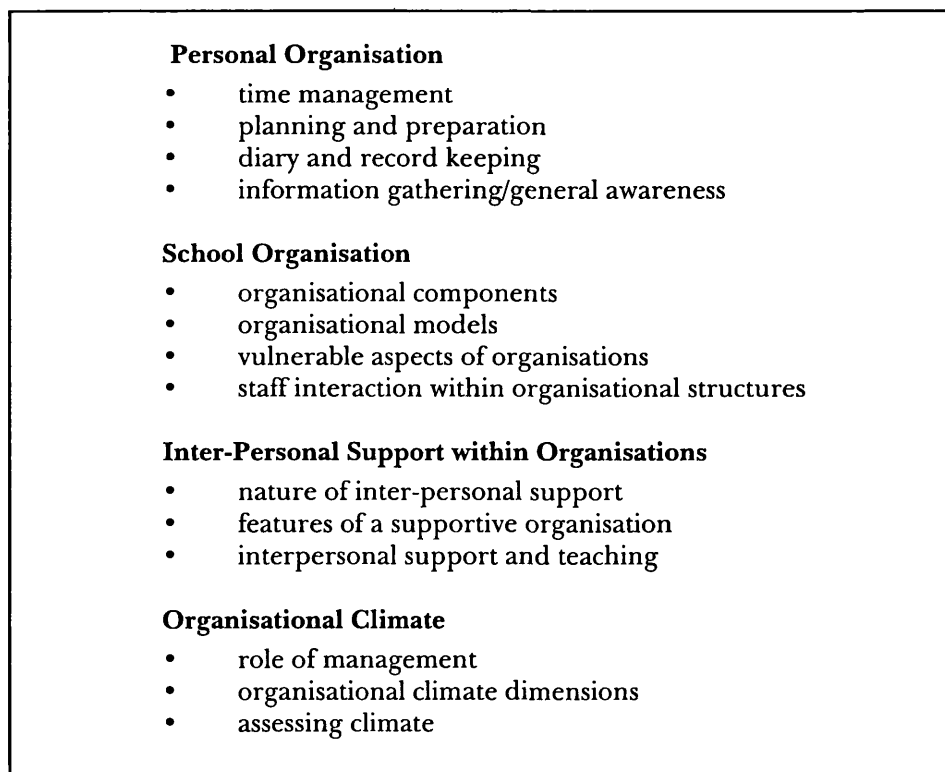 Personal Organisation
• time management
• planning and preparation
• diary and record keeping
• information gathering/general awareness
School Organisation
• organisational components
• organisational models
• vulnerable aspects of organisations
• staff interaction within organisational structures
Inter-Personal Support within Organisations
• nature of inter-personal support
• features of a supportive organisation
• interpersonal support and teaching
Organisational Climate
• role of management
• organisational climate dimensions
• assessing climate